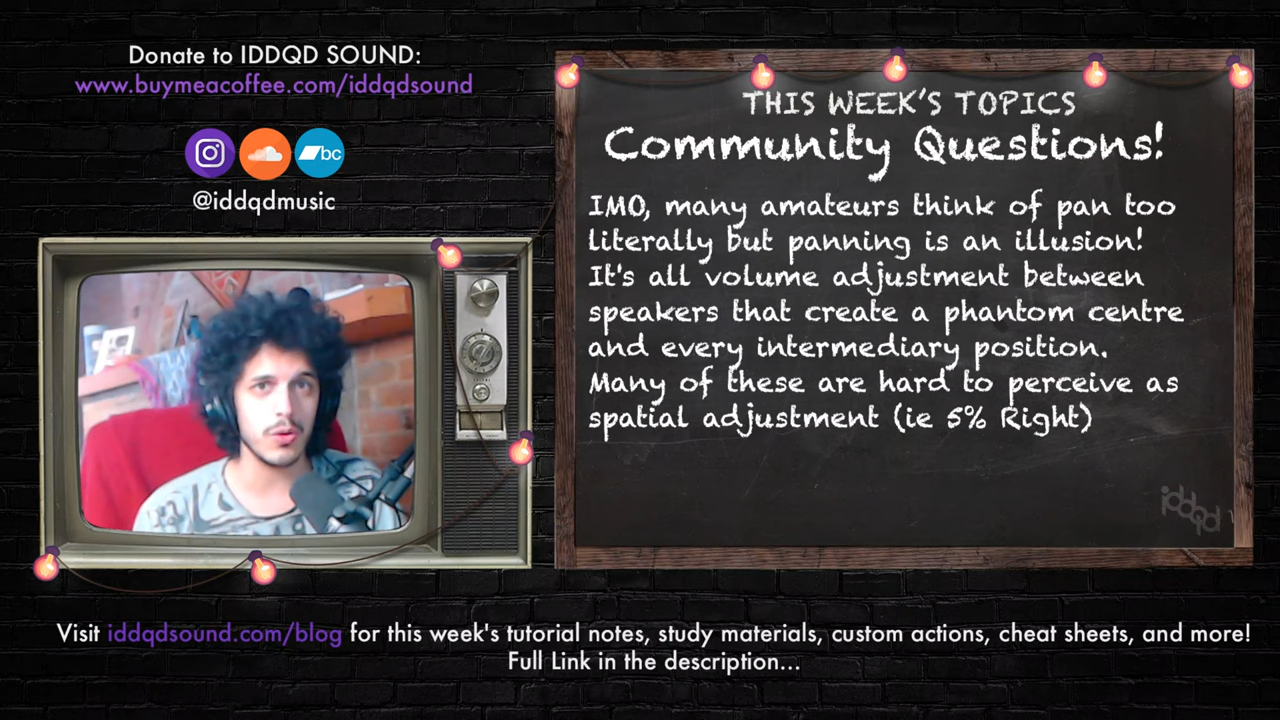 Donate to IDDQD SOUND:
www.buymeacoffee.com/iddqdsound
bc
@iddqdmusic
THIS WEEK'S TOPICS
Community Questions!
IMO, many amateurs think of pan too
literally but panning is an illusion!
It's all volume adjustment between
speakers that create a phantom centre
and every intermediary position.
Many of these are hard to perceive as
spatial adjustment (ie 5% Right)
iddqd
Visit iddqdsound.com/blog for this week's tutorial notes, study materials, custom actions, cheat sheets, and more!
Full Link in the description...